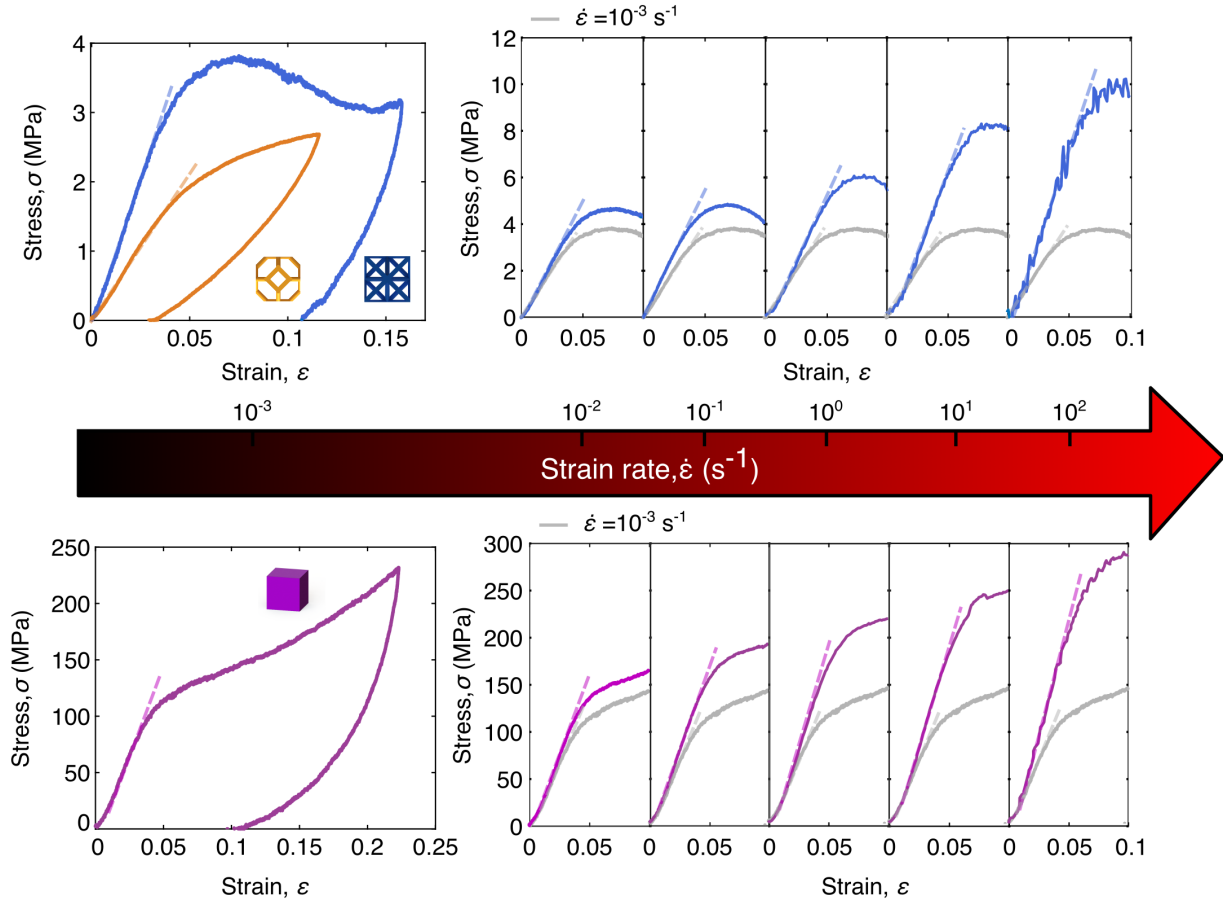 ε̇ =10⁻³ s⁻¹
Stress, σ (MPa)
4
3
2
1
0
0 0.05 0.1 0.15
Strain, ε
Stress, σ (MPa)
12
10
8
6
4
2
0
0 0.05 0 0.05 0 0.05 0 0.05 0 0.05 0.1
Strain, ε
10⁻³ 10⁻² 10⁻¹ 10⁰ 10¹ 10²
Strain rate,ε̇ (s⁻¹)
ε̇ =10⁻³ s⁻¹
Stress, σ (MPa)
250
200
150
100
50
0
0 0.05 0.1 0.15 0.2 0.25
Strain, ε
Stress, σ (MPa)
300
250
200
150
100
50
0
0 0.05 0 0.05 0 0.05 0 0.05 0 0.05 0.1
Strain, ε